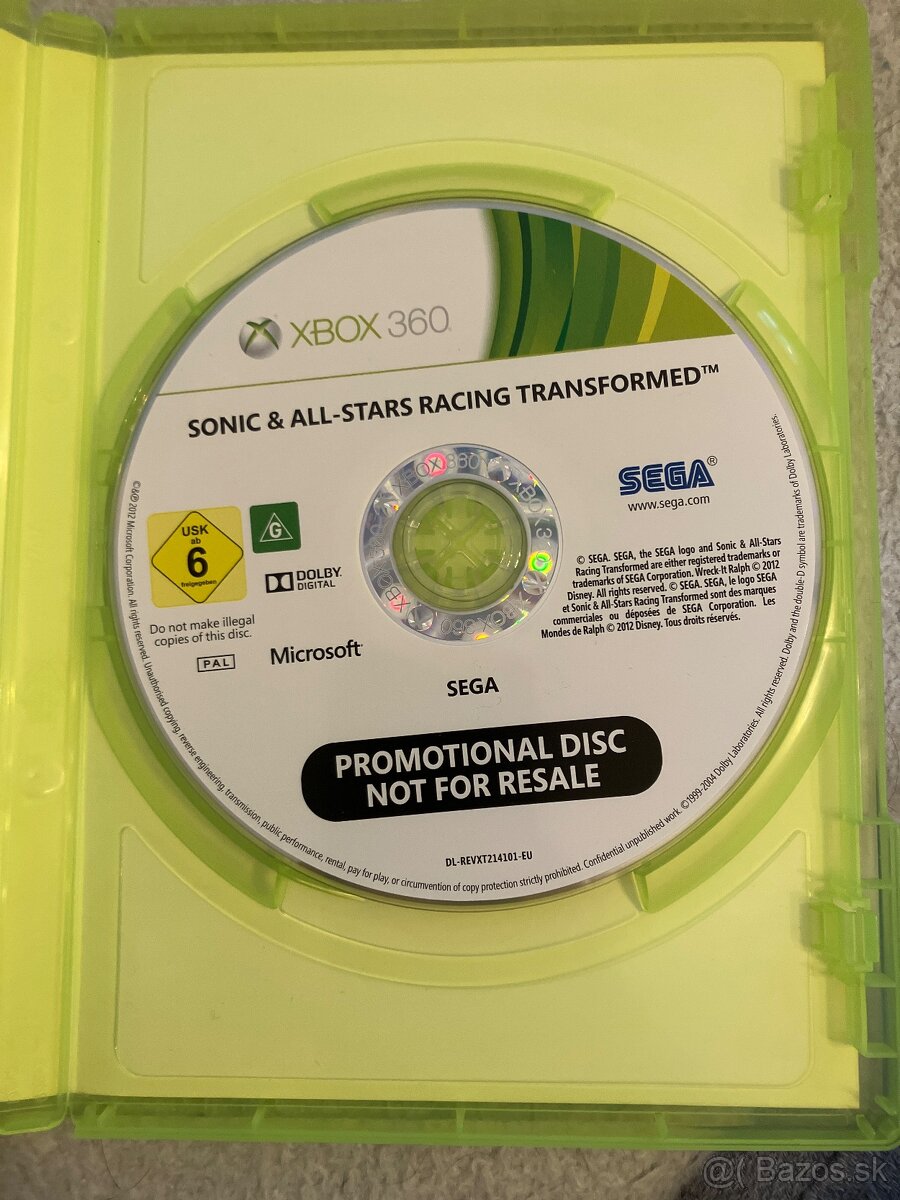 XBOX 360
SONIC & ALL-STARS RACING TRANSFORMED™
SEGA®
www.sega.com
USK
ab
6
freigegeben
G
DOLBY
DIGITAL
Do not make illegal
copies of this disc.
PAL
Microsoft
© SEGA. SEGA, the SEGA logo and Sonic & All-Stars
Racing Transformed are either registered trademarks or
trademarks of SEGA Corporation. Wreck-It Ralph © 2012
Disney. All rights reserved. © SEGA. SEGA, le logo SEGA
et Sonic & All-Stars Racing Transformed sont des marques
commerciales ou déposées de SEGA Corporation. Les
Mondes de Ralph © 2012 Disney. Tous droits réservés.
XBOX 360
SEGA
PROMOTIONAL DISC
NOT FOR RESALE
DL-REVXT214101-EU
©&℗ 2012 Microsoft Corporation. All rights reserved. Unauthorised copying, reverse engineering, transmission, public performance, rental, pay for play, or circumvention of copy protection strictly prohibited. Confidential unpublished work. ©1999-2004 Dolby Laboratories. All rights reserved. Dolby and the double-D symbol are trademarks of Dolby Laboratories.
@( Bazos.sk